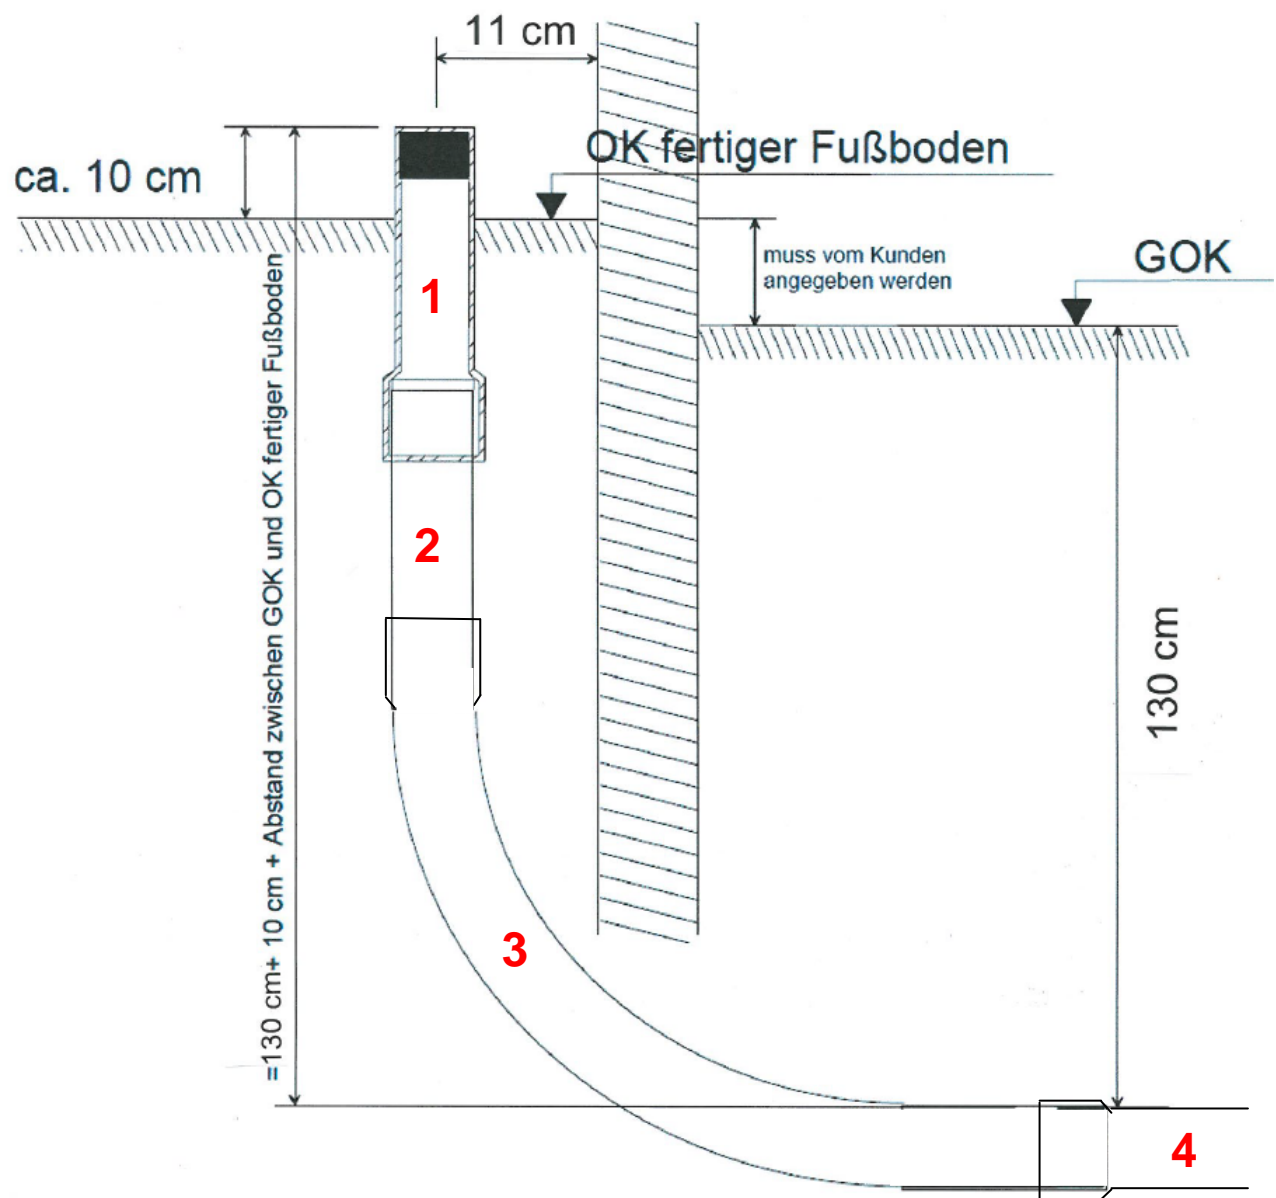 11 cm
OK fertiger Fußboden
ca. 10 cm
muss vom Kunden
angegeben werden
GOK
1
=130 cm+ 10 cm + Abstand zwischen GOK und OK fertiger Fußboden
2
130 cm
3
4